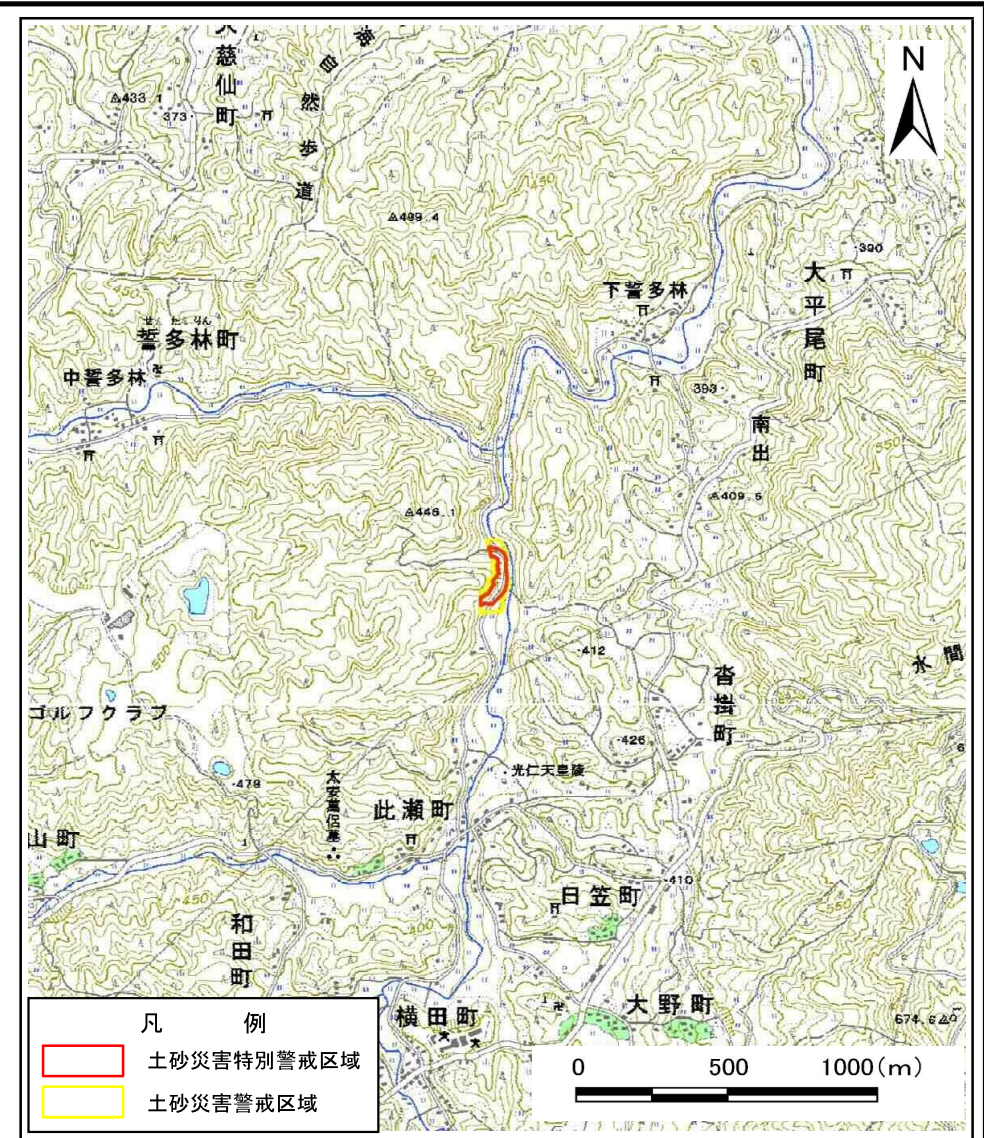 大慈仙町
433.1
373
自然歩道
N
450
499.4
390
大平尾町
下誓多林
450
せんたりん
誓多林町
中誓多林
393
南出
550
409.5
446.1
500
412
水間
沓掛町
ゴルフクラブ
426
光仁天皇陵
478
太安萬侶墓
此瀬町
山町
410
日笠町
450
550
和田町
400
横田町
大野町
674.6
凡 例
土砂災害特別警戒区域
土砂災害警戒区域
0 500 1000(m)